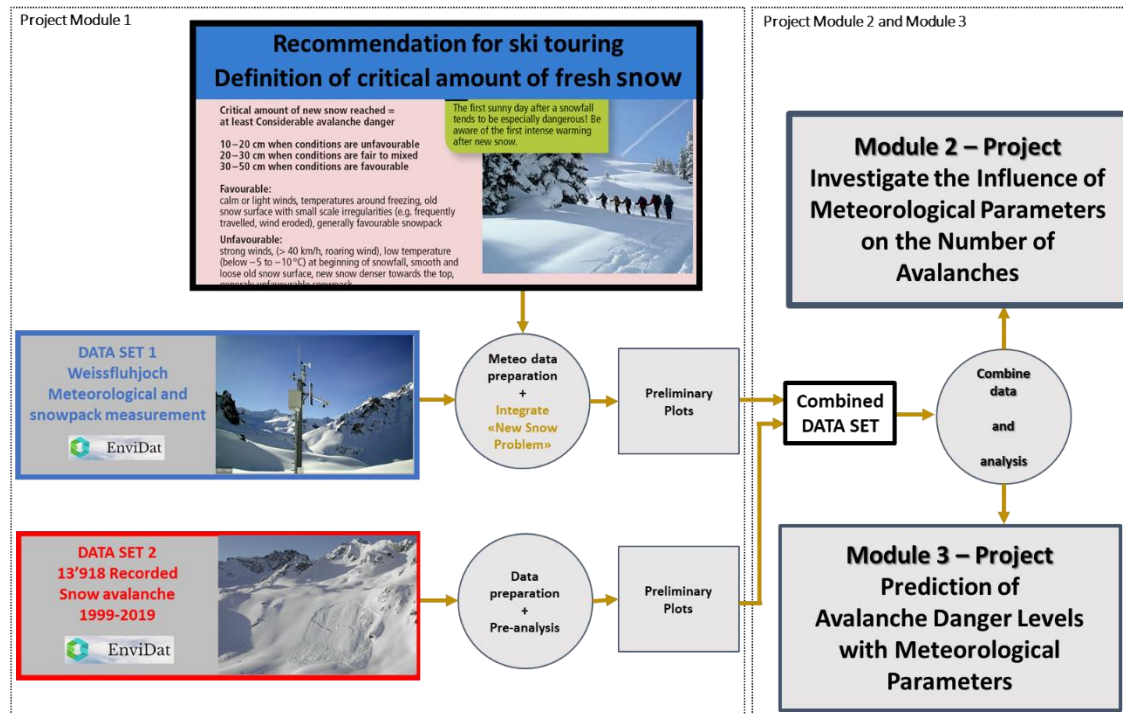 Project Module 1
Recommendation for ski touring
Definition of critical amount of fresh snow
Critical amount of new snow reached =
at least Considerable avalanche danger
10–20 cm when conditions are unfavourable
20–30 cm when conditions are fair to mixed
30–50 cm when conditions are favourable
Favourable:
calm or light winds, temperatures around freezing, old
snow surface with small scale irregularities (e.g. frequently
travelled, wind eroded), generally favourable snowpack
Unfavourable:
strong winds, (> 40 km/h, roaring wind), low temperature
(below −5 to −10 °C) at beginning of snowfall, smooth and
loose old snow surface, new snow denser towards the top,
The first sunny day after a snowfall
tends to be especially dangerous! Be
aware of the first intense warming
after new snow.
DATA SET 1
Weissfluhjoch
Meteorological and
snowpack measurement
EnviDat
Meteo data
preparation
+
Integrate
«New Snow
Problem»
Preliminary
Plots
DATA SET 2
13’918 Recorded
Snow avalanche
1999-2019
EnviDat
Data
preparation
+
Pre-analysis
Preliminary
Plots
Project Module 2 and Module 3
Combined
DATA SET
Combine
data
and
analysis
Module 2 – Project
Investigate the Influence of
Meteorological Parameters
on the Number of
Avalanches
Module 3 – Project
Prediction of
Avalanche Danger Levels
with Meteorological
Parameters